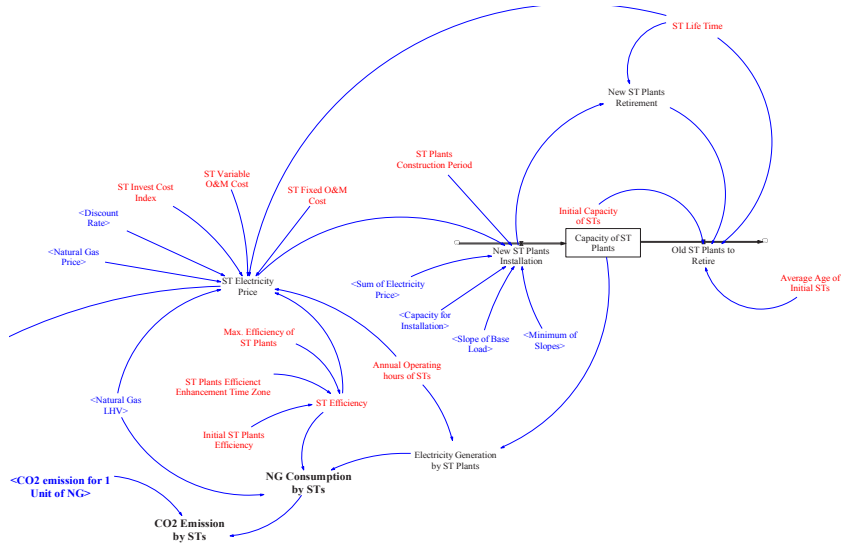 ST Life Time
New ST Plants
Retirement
ST Plants
Construction Period
ST Variable
O&M Cost
ST Invest Cost
Index
ST Fixed O&M
Cost
<Discount
Rate>
Initial Capacity
of STs
<Natural Gas
Price>
New ST Plants
Installation
Capacity of ST
Plants
Old ST Plants to
Retire
ST Electricity
Price
<Sum of Electricity
Price>
Average Age of
Initial STs
<Capacity for
Installation>
<Slope of Base
Load>
<Minimum of
Slopes>
Max. Efficiency of
ST Plants
Annual Operating
hours of STs
ST Plants Efficienct
Enhancement Time Zone
<Natural Gas
LHV>
ST Efficiency
Initial ST Plants
Efficiency
Electricity Generation
by ST Plants
NG Consumption
by STs
<CO2 emission for 1
Unit of NG>
CO2 Emission
by STs